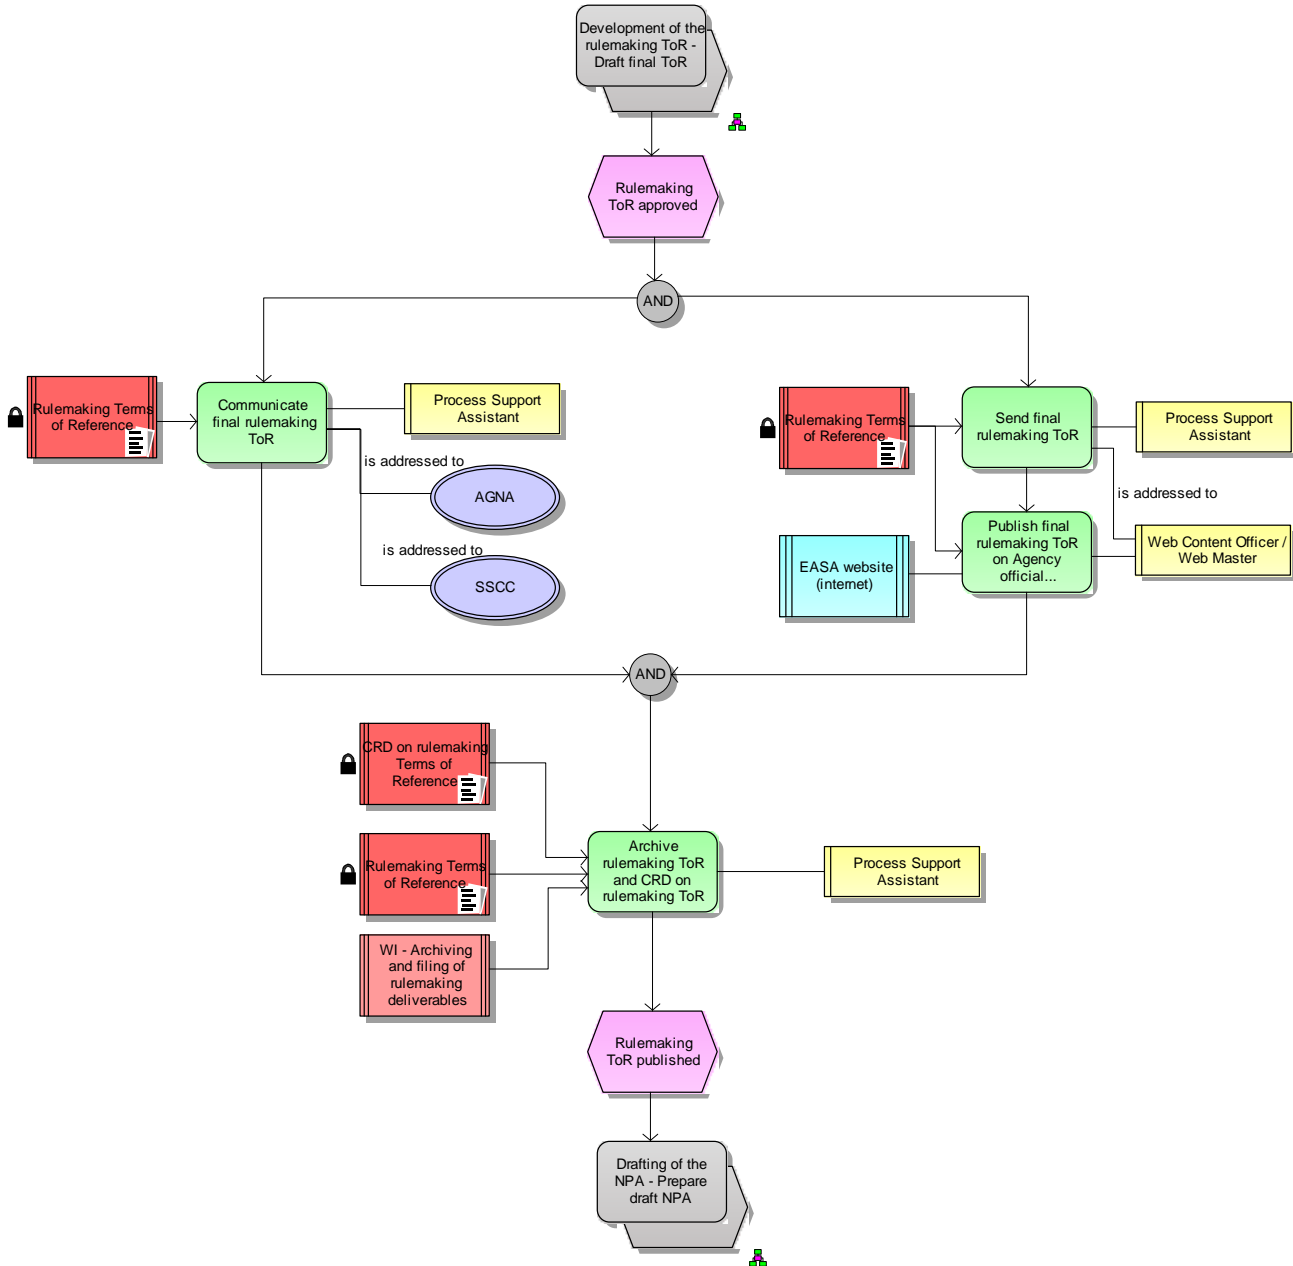 Development of the
rulemaking ToR -
Draft final ToR
Rulemaking
ToR approved
AND
Rulemaking Terms
of Reference
Communicate
final rulemaking
ToR
Process Support
Assistant
is addressed to
AGNA
is addressed to
SSCC
Rulemaking Terms
of Reference
Send final
rulemaking ToR
Process Support
Assistant
is addressed to
Publish final
rulemaking ToR
on Agency
official...
Web Content Officer /
Web Master
EASA website
(internet)
AND
CRD on rulemaking
Terms of
Reference
Rulemaking Terms
of Reference
WI - Archiving
and filing of
rulemaking
deliverables
Archive
rulemaking ToR
and CRD on
rulemaking ToR
Process Support
Assistant
Rulemaking
ToR published
Drafting of the
NPA - Prepare
draft NPA